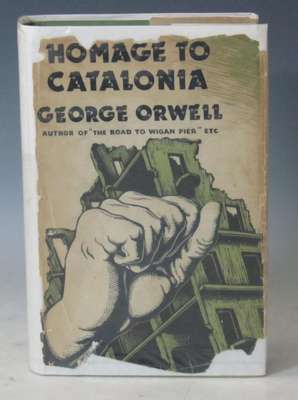 HOMAGE TO
CATALONIA
GEORGE ORWELL
AUTHOR OF "THE ROAD TO WIGAN PIER" ETC